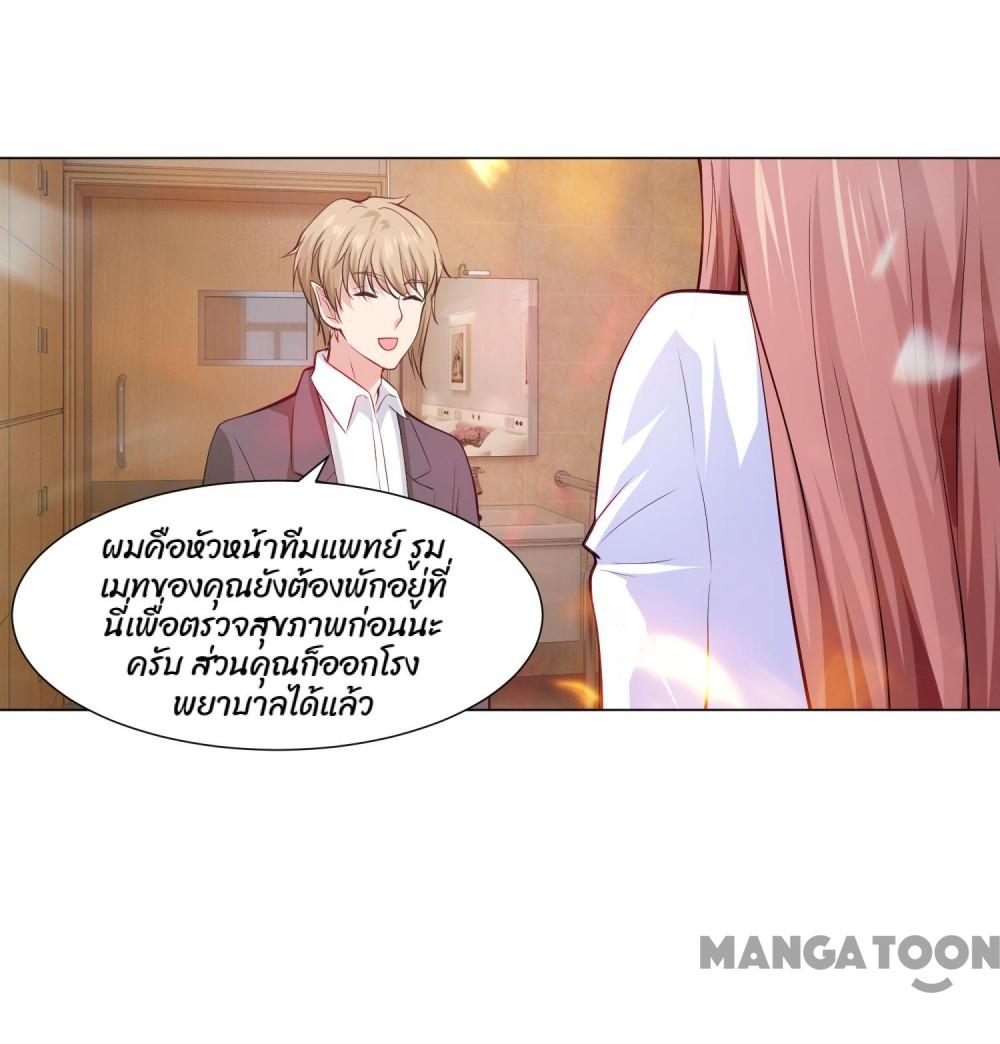 ผมคือหัวหน้าทีมแพทย์ รูม
เมทของคุณยังต้องพักอยู่ที่
นี่เพื่อตรวจสุขภาพก่อนนะ
ครับ ส่วนคุณก็ออกโรง
พยาบาลได้แล้ว
MANGATOON